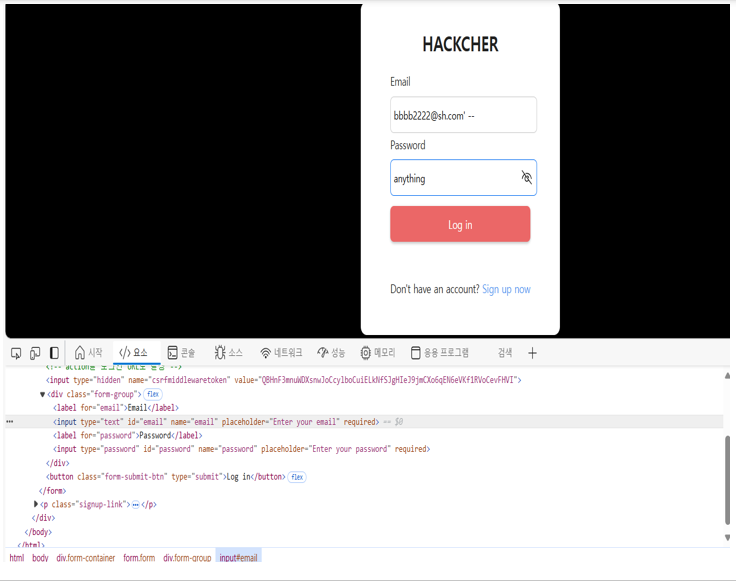 HACKCHER
Email
bbbb2222@sh.com' --
Password
anything
Log in
Don't have an account? Sign up now
시작 </> 요소 콘솔 소스 네트워크 성능 메모리 응용 프로그램 검색
<input type="hidden" name="csrfmiddlewaretoken" value="QBHnF3mnuWDXsnwJoCcylboCuiELkNfSJgHIeJ9jmCXo6qEN6eVKf1RVoCevFHVI">
<div class="form-group"> flex
<label for="email">Email</label>
<input type="text" id="email" name="email" placeholder="Enter your email" required> == $0
<label for="password">Password</label>
<input type="password" id="password" name="password" placeholder="Enter your password" required>
</div>
<button class="form-submit-btn" type="submit">Log in</button> flex
</form>
<p class="signup-link">…</p>
</div>
</body>
</html>
html body div.form-container form.form div.form-group input#email